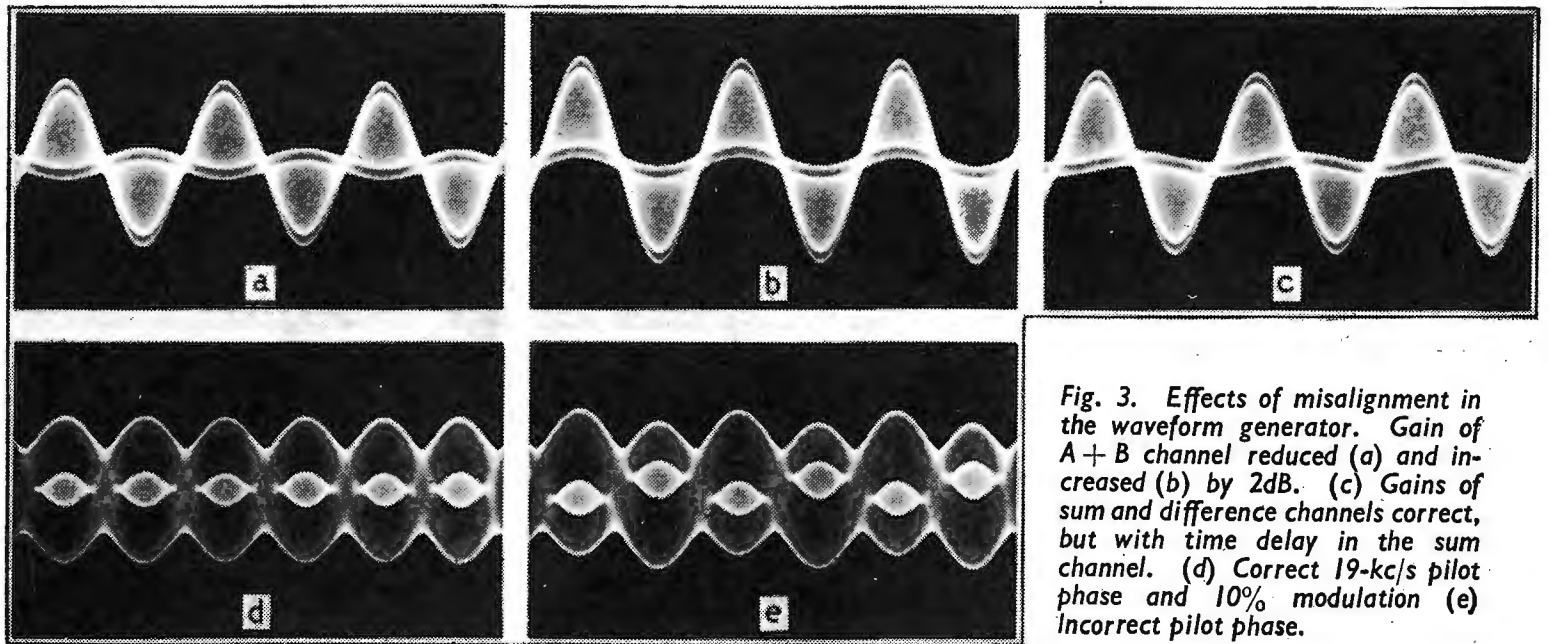 a
b
c
d
e
Fig. 3. Effects of misalignment in
the waveform generator. Gain of
A + B channel reduced (a) and in-
creased (b) by 2dB. (c) Gains of
sum and difference channels correct,
but with time delay in the sum
channel. (d) Correct 19-kc/s pilot
phase and 10% modulation (e)
Incorrect pilot phase.